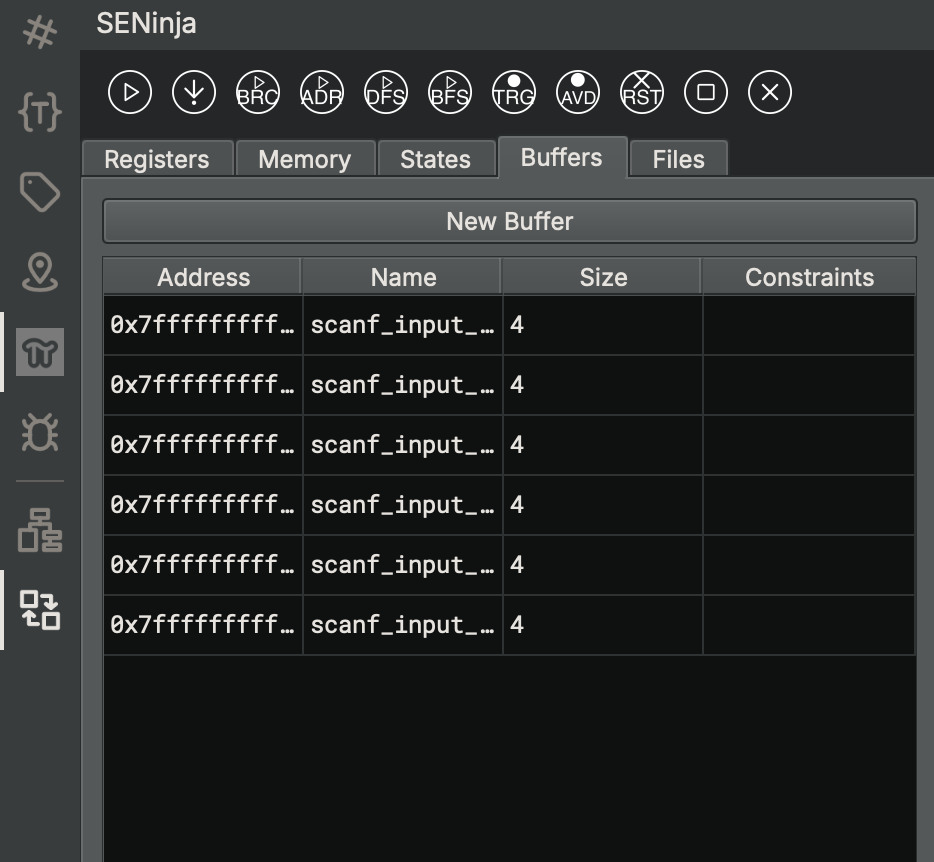 SENinja
BRC ADR DFS BFS TRG AVD RST
Registers Memory States Buffers Files
New Buffer
Address Name Size Constraints
0x7fffffffff… scanf_input_… 4
0x7fffffffff… scanf_input_… 4
0x7fffffffff… scanf_input_… 4
0x7fffffffff… scanf_input_… 4
0x7fffffffff… scanf_input_… 4
0x7fffffffff… scanf_input_… 4